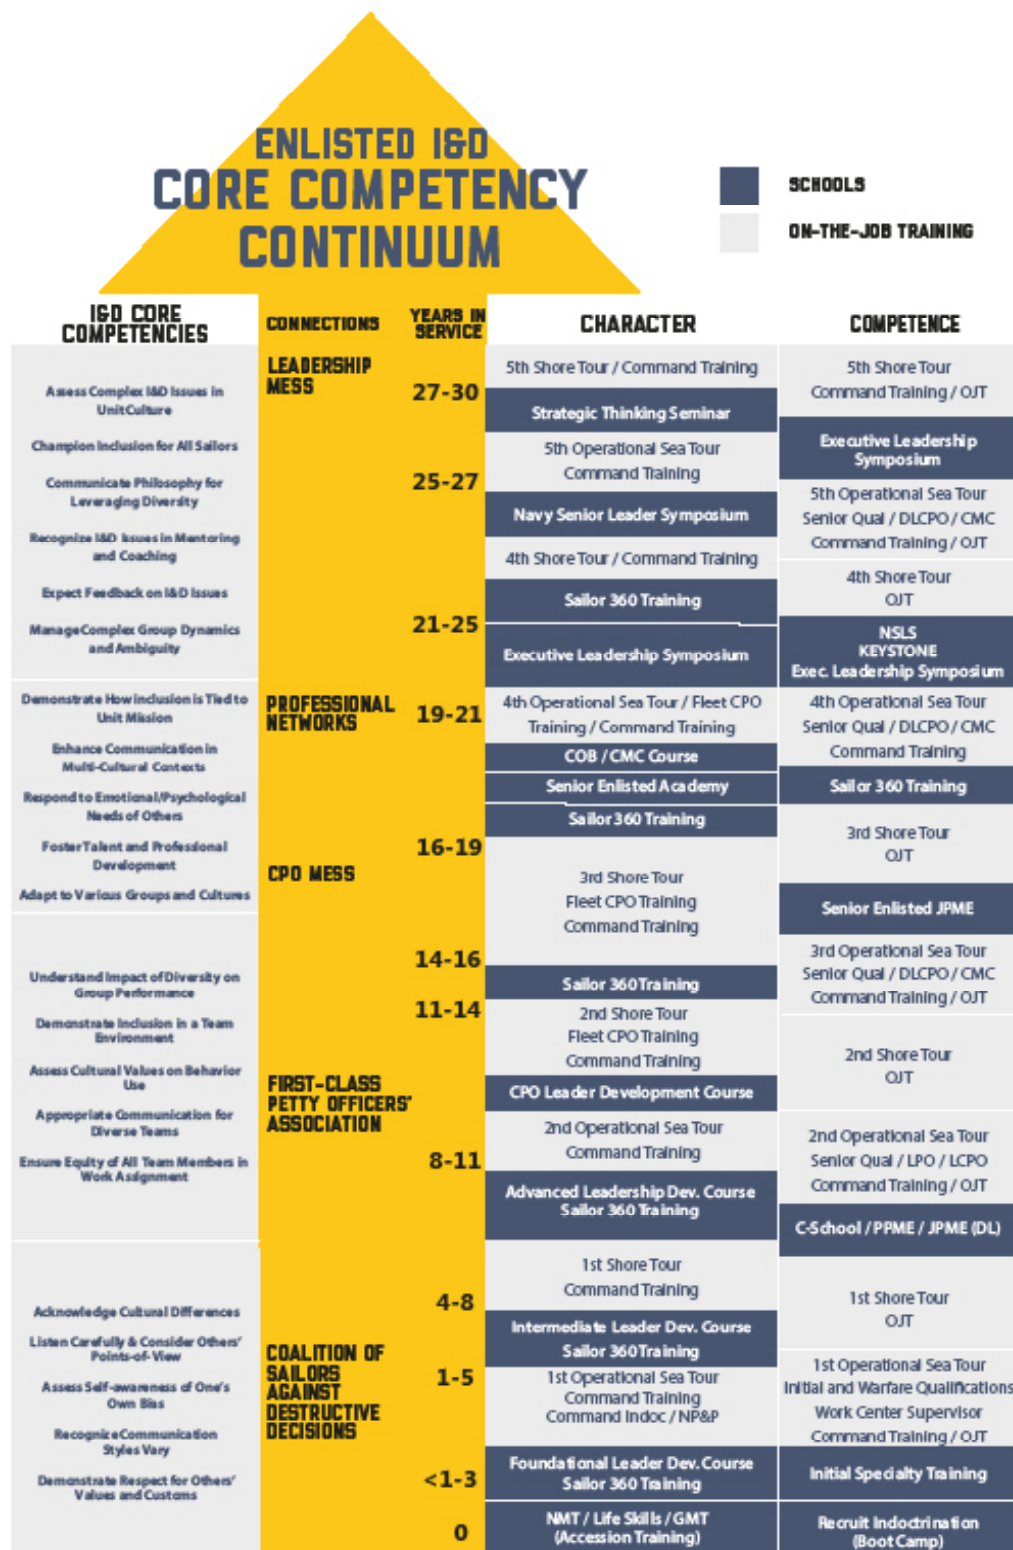 ENLISTED I&D
CORE COMPETENCY
CONTINUUM
SCHOOLS
ON-THE-JOB TRAINING
I&D CORE
COMPETENCIES
Assess Complex I&D Issues in
Unit Culture
Champion Inclusion for All Sailors
Communicate Philosophy for
Leveraging Diversity
Recognize I&D Issues in Mentoring
and Coaching
Expect Feedback on I&D Issues
Manage Complex Group Dynamics
and Ambiguity
Demonstrate How inclusion is Tied to
Unit Mission
Enhance Communication in
Multi-Cultural Contexts
Respond to Emotional/Psychological
Needs of Others
Foster Talent and Professional
Development
Adapt to Various Groups and Cultures
Understand Impact of Diversity on
Group Performance
Demonstrate Inclusion in a Team
Environment
Assess Cultural Values on Behavior
Use
Appropriate Communication for
Diverse Teams
Ensure Equity of All Team Members in
Work Assignment
Acknowledge Cultural Differences
Listen Carefully & Consider Others'
Points-of-View
Assess Self-awareness of One's
Own Bias
Recognize Communication
Styles Vary
Demonstrate Respect for Others'
Values and Customs
CONNECTIONS
LEADERSHIP
MESS
PROFESSIONAL
NETWORKS
CPO MESS
FIRST-CLASS
PETTY OFFICERS'
ASSOCIATION
COALITION OF
SAILORS
AGAINST
DESTRUCTIVE
DECISIONS
YEARS IN
SERVICE
27-30
25-27
21-25
19-21
16-19
14-16
11-14
8-11
4-8
1-5
<1-3
0
CHARACTER
5th Shore Tour / Command Training
Strategic Thinking Seminar
5th Operational Sea Tour
Command Training
Navy Senior Leader Symposium
4th Shore Tour / Command Training
Sailor 360 Training
Executive Leadership Symposium
4th Operational Sea Tour / Fleet CPO
Training / Command Training
COB / CMC Course
Senior Enlisted Academy
Sailor 360 Training
3rd Shore Tour
Fleet CPO Training
Command Training
Sailor 360 Training
2nd Shore Tour
Fleet CPO Training
Command Training
CPO Leader Development Course
2nd Operational Sea Tour
Command Training
Advanced Leadership Dev. Course
Sailor 360 Training
1st Shore Tour
Command Training
Intermediate Leader Dev. Course
Sailor 360 Training
1st Operational Sea Tour
Command Training
Command Indoc / NP&P
Foundational Leader Dev. Course
Sailor 360 Training
NMT / Life Skills / GMT
(Accession Training)
COMPETENCE
5th Shore Tour
Command Training / OJT
Executive Leadership
Symposium
5th Operational Sea Tour
Senior Qual / DLCPO / CMC
Command Training / OJT
4th Shore Tour
OJT
NSLS
KEYSTONE
Exec. Leadership Symposium
4th Operational Sea Tour
Senior Qual / DLCPO / CMC
Command Training
Sailor 360 Training
3rd Shore Tour
OJT
Senior Enlisted JPME
3rd Operational Sea Tour
Senior Qual / DLCPO / CMC
Command Training / OJT
2nd Shore Tour
OJT
2nd Operational Sea Tour
Senior Qual / LPO / LCPO
Command Training / OJT
C-School / PPME / JPME (DL)
1st Shore Tour
OJT
1st Operational Sea Tour
Initial and Warfare Qualifications
Work Center Supervisor
Command Training / OJT
Initial Specialty Training
Recruit Indoctrination
(Boot Camp)